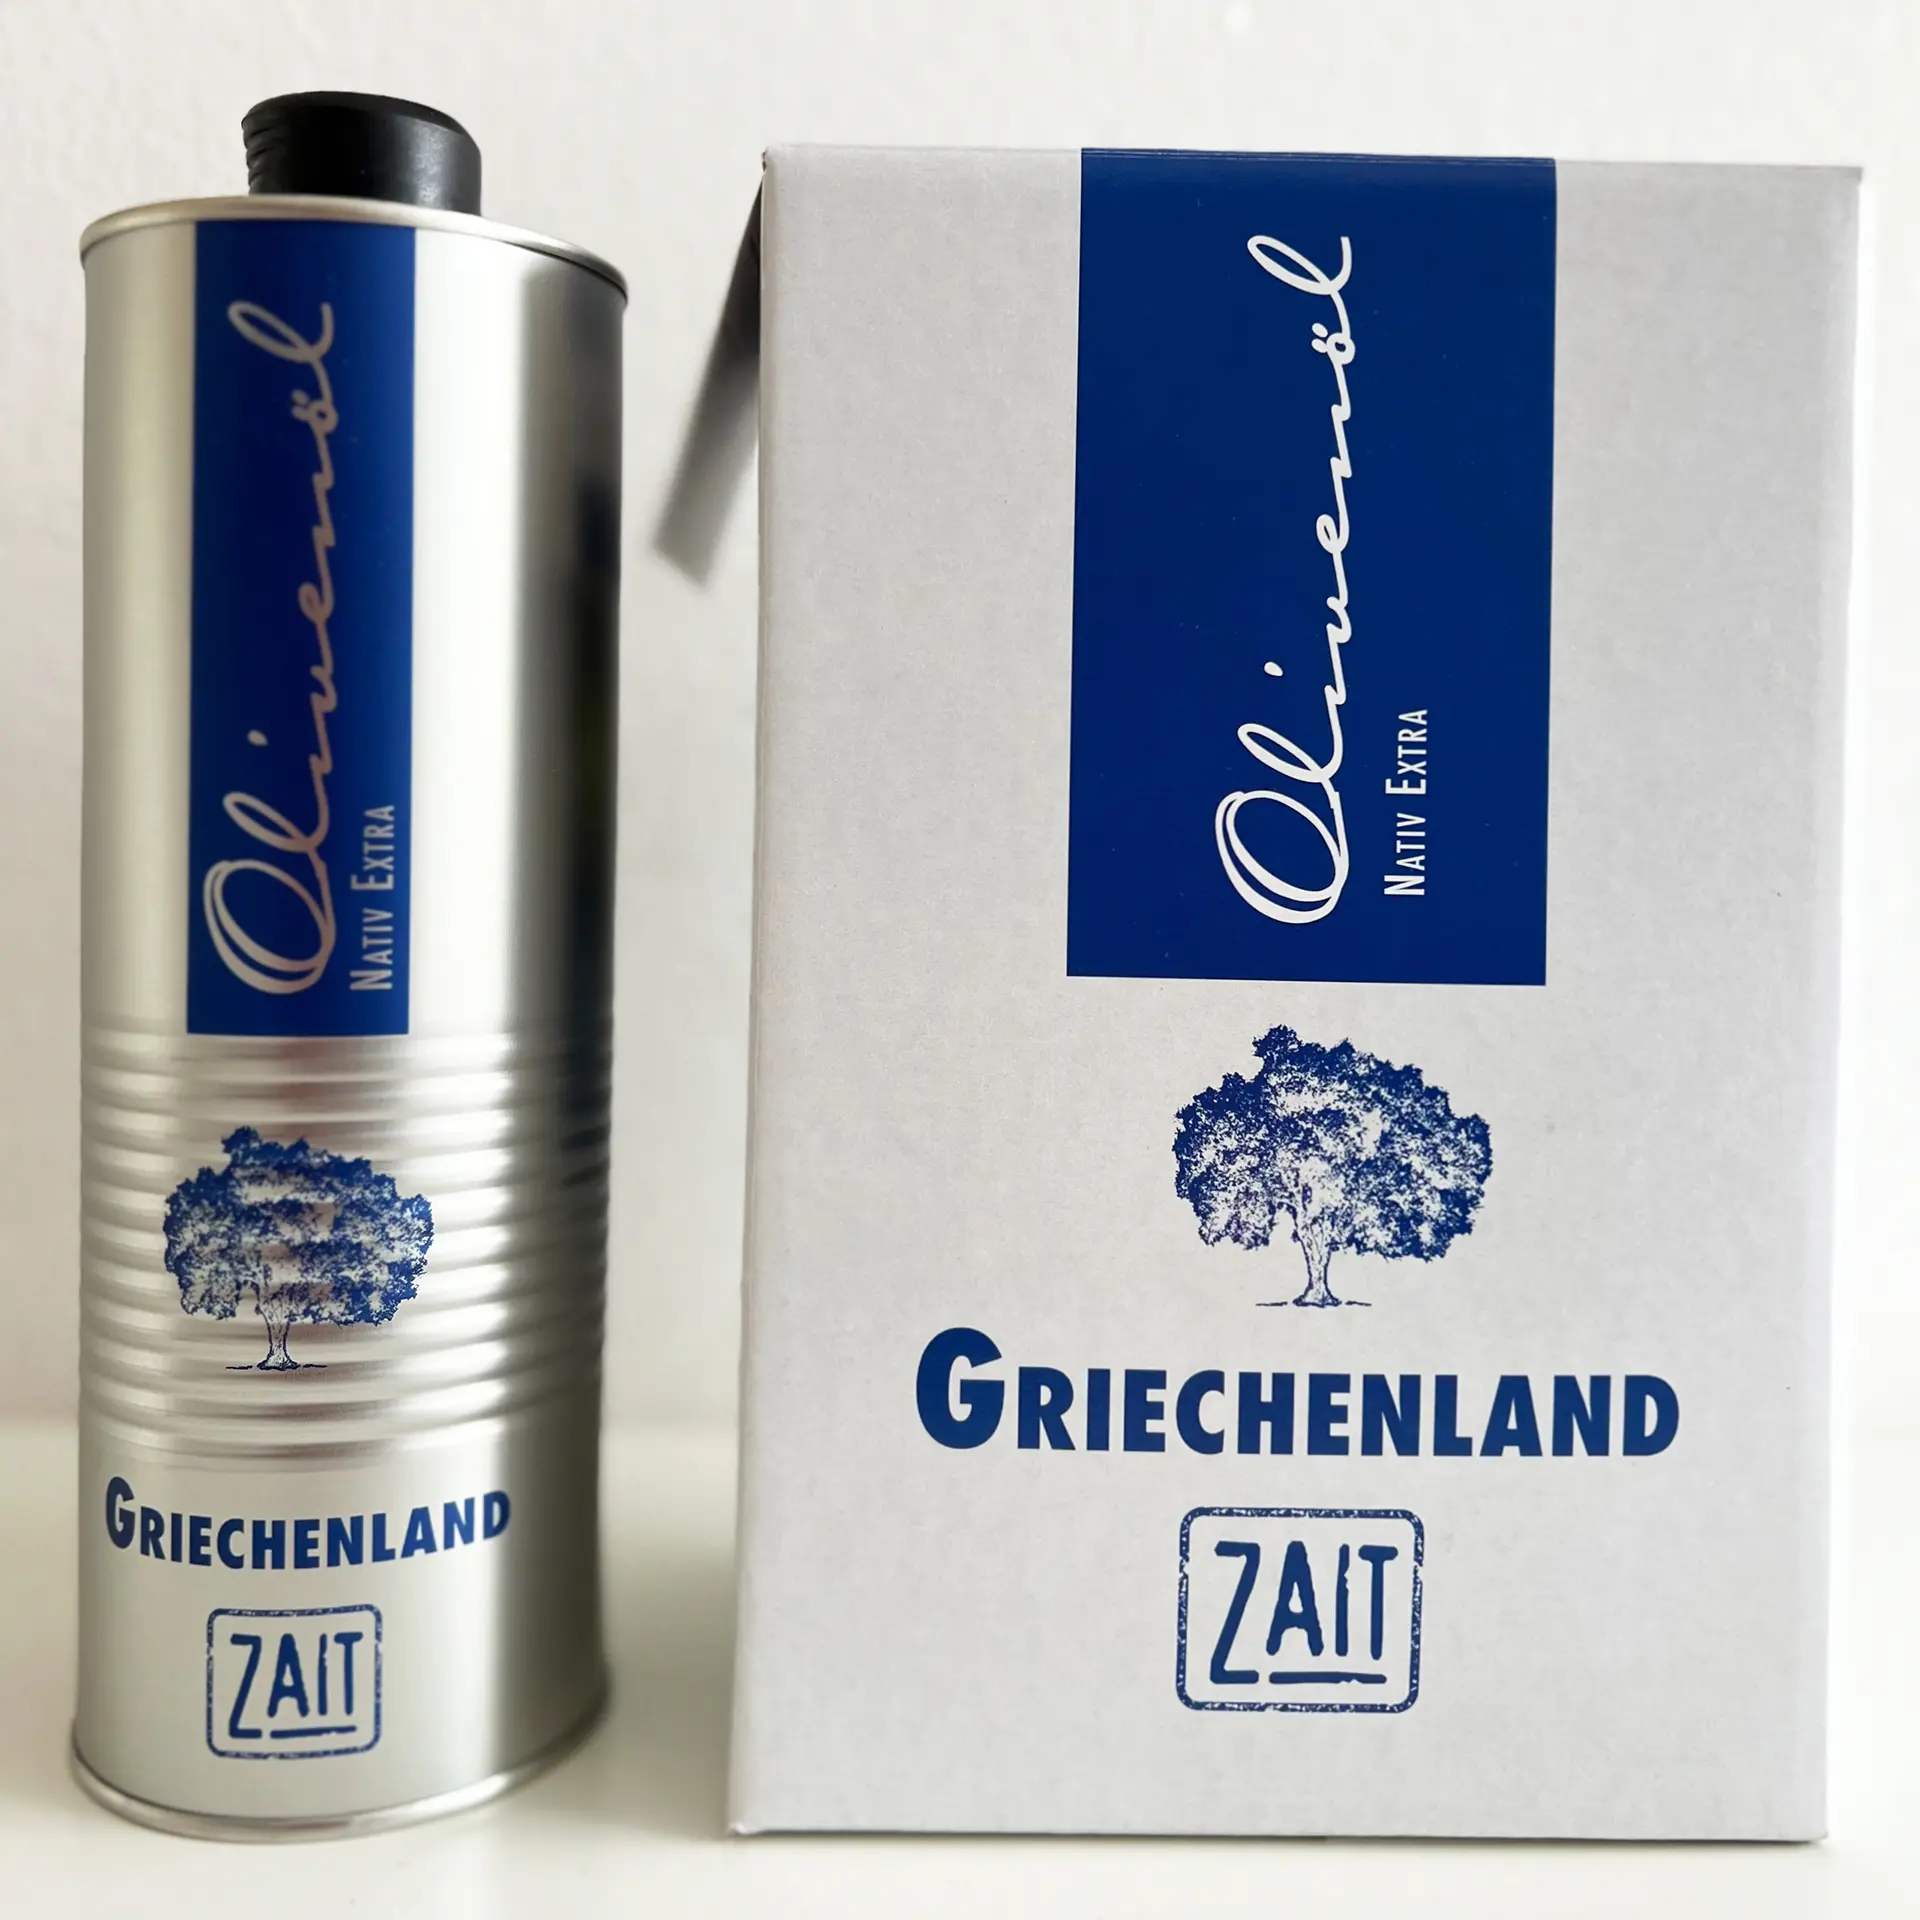 Olivenöl
Nativ Extra
Griechenland
ZAIT
Olivenöl
Nativ Extra
Griechenland
ZAIT